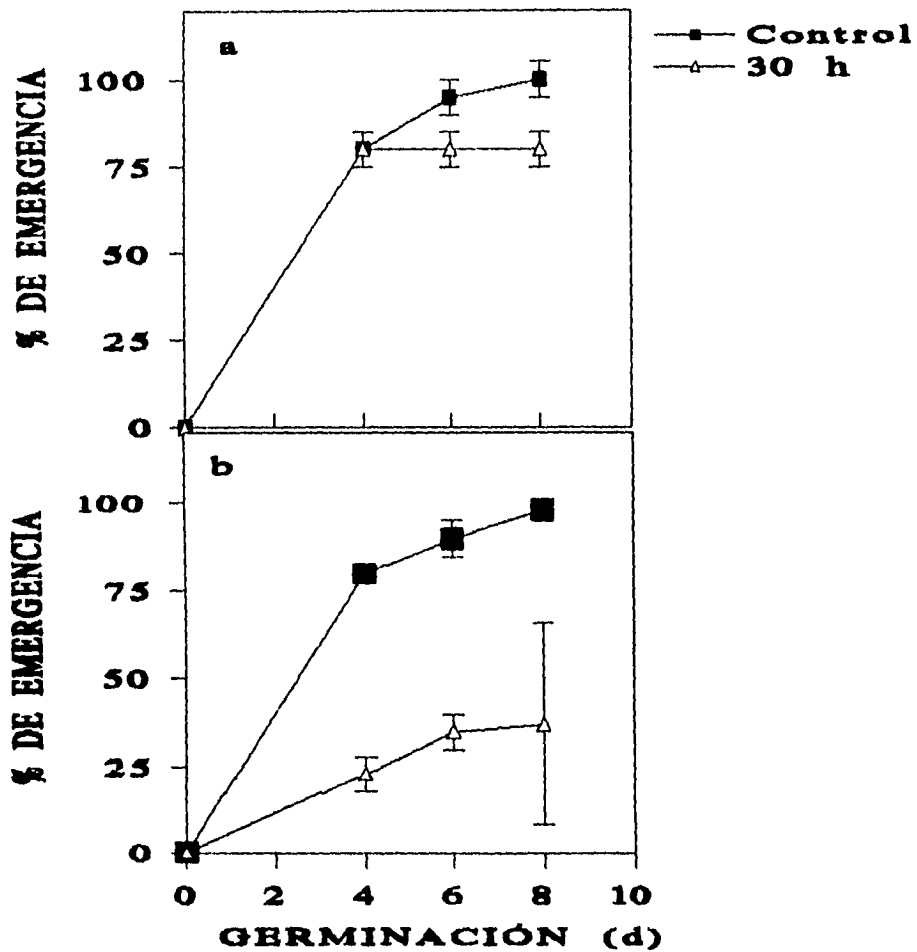 a
Control
30 h
% DE EMERGENCIA
100
75
50
25
0
b
% DE EMERGENCIA
100
75
50
25
0
0 2 4 6 8 10
GERMINACIÓN (d)